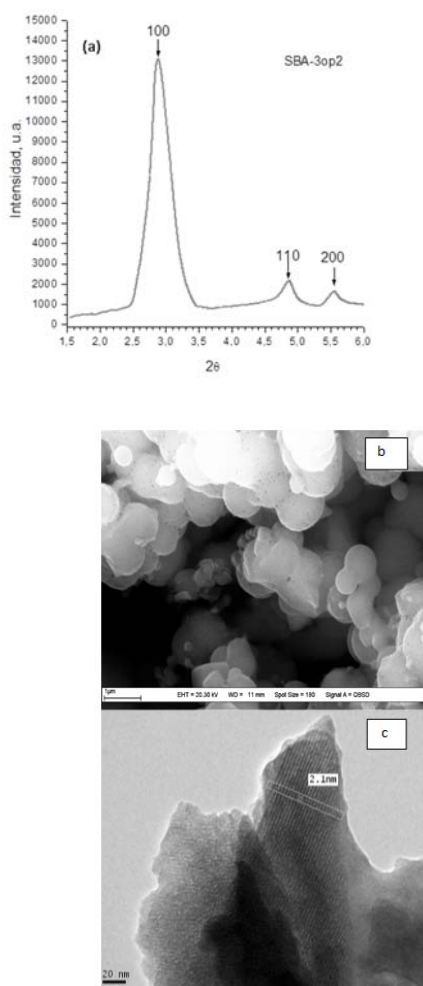 (a)
100
SBA-3op2
Intensidad, u.a.
15000
14000
13000
12000
11000
10000
9000
8000
7000
6000
5000
4000
3000
2000
1000
0
110
200
1,5 2,0 2,5 3,0 3,5 4,0 4,5 5,0 5,5 6,0
2θ
b
1µm
EHT = 20.30 kV WD = 11 mm Spot Size = 180 Signal A = QBSD
c
2.1nm
20 nm